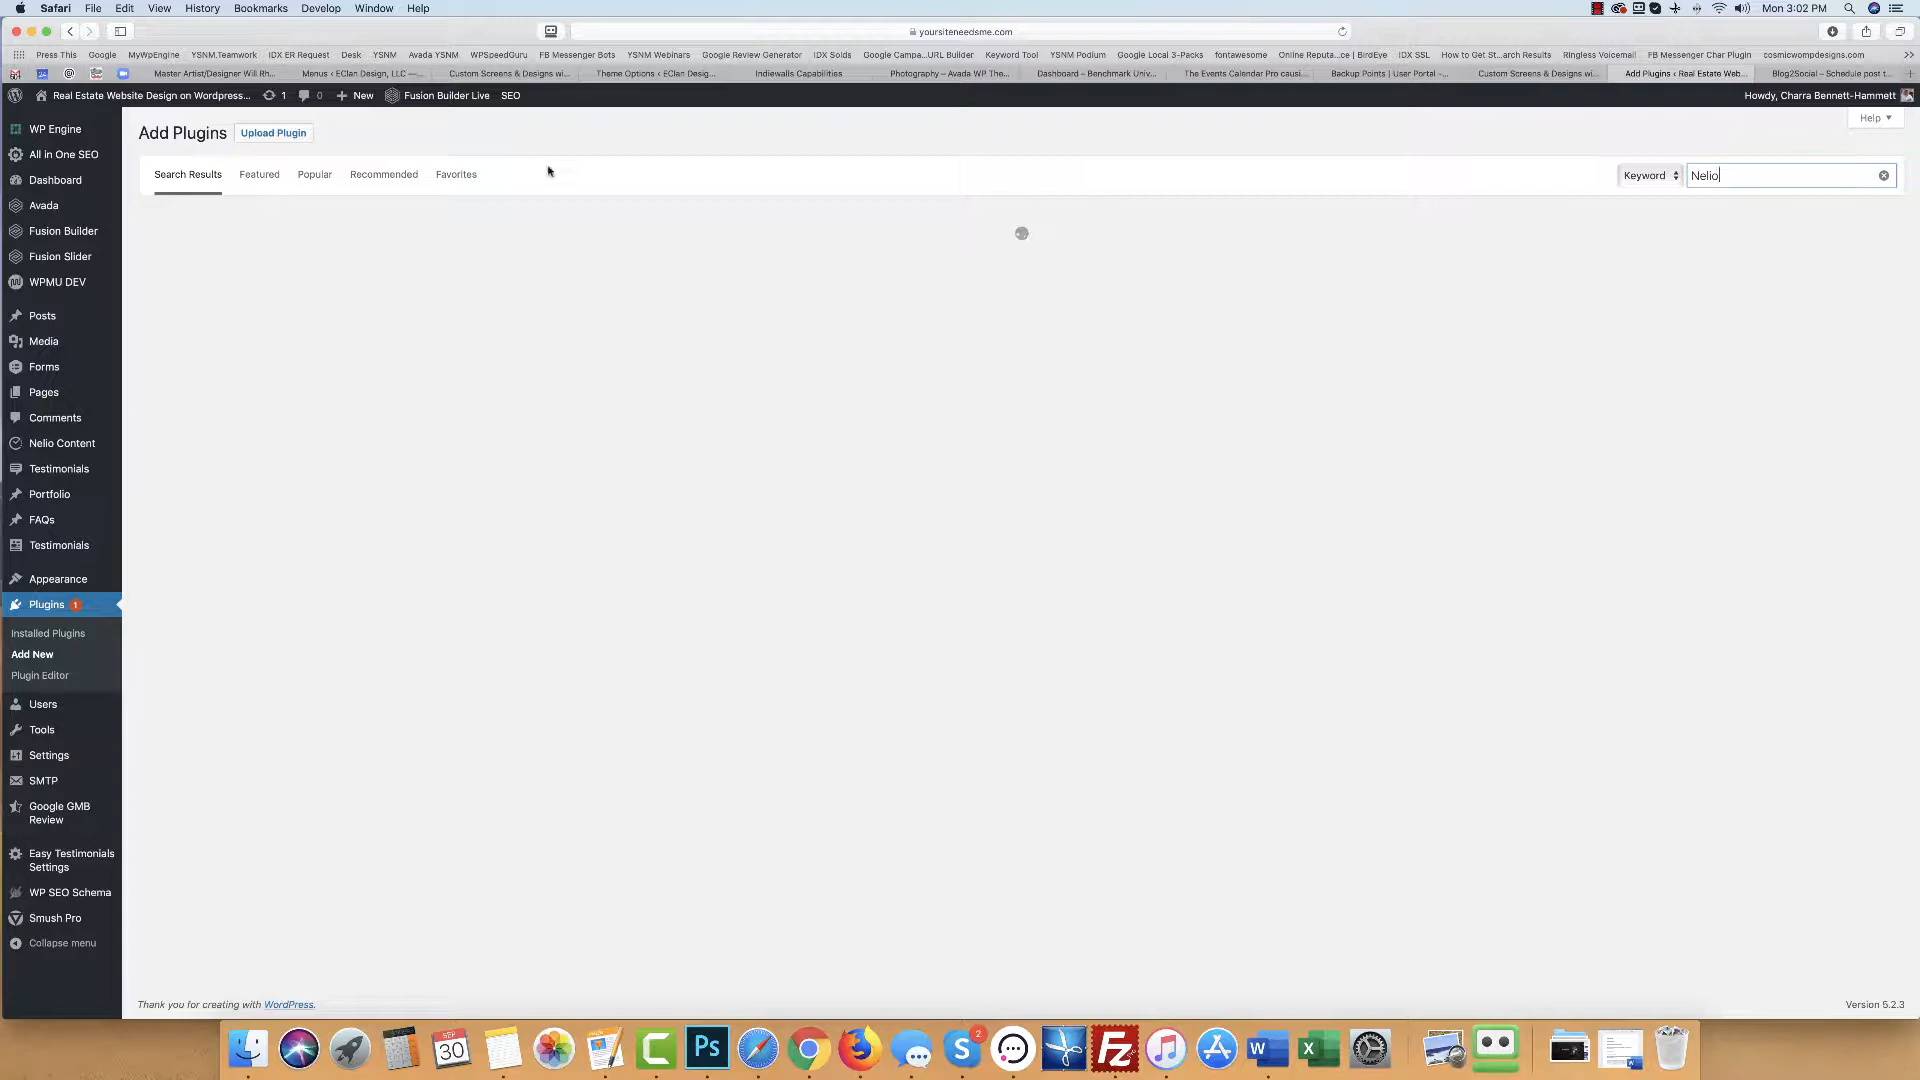 Safari File Edit View History Bookmarks Develop Window Help Mon 3:02 PM
yoursiteneedsme.com
Press This Google MyWpEngine YSNM.Teamwork IDX ER Request Desk YSNM Avada YSNM WPSpeedGuru FB Messenger Bots YSNM Webinars Google Review Generator IDX Solds Google Campa...URL Builder Keyword Tool YSNM Podium Google Local 3-Packs fontawesome Online Reputa...ce | BirdEye IDX SSL How to Get St...arch Results RIngless Voicemail FB Messenger Char Plugin cosmicwompdesigns.com
Master Artist/Designer Will Rh... Menus ‹ EClan Design, LLC —... Custom Screens & Designs wi... Theme Options ‹ EClan Desig... Indiewalls Capabilities Photography – Avada WP The... Dashboard – Benchmark Univ... The Events Calendar Pro causi... Backup Points | User Portal -... Custom Screens & Designs wi... Add Plugins ‹ Real Estate Web... Blog2Social – Schedule post t...
Real Estate Website Design on Wordpress... 1 0 New Fusion Builder Live SEO Howdy, Charra Bennett-Hammett
Help
Add Plugins Upload Plugin
Search Results Featured Popular Recommended Favorites Keyword Nelio
WP Engine
All in One SEO
Dashboard
Avada
Fusion Builder
Fusion Slider
WPMU DEV
Posts
Media
Forms
Pages
Comments
Nelio Content
Testimonials
Portfolio
FAQs
Testimonials
Appearance
Plugins 1
Installed Plugins
Add New
Plugin Editor
Users
Tools
Settings
SMTP
Google GMB
Review
Easy Testimonials
Settings
WP SEO Schema
Smush Pro
Collapse menu
Thank you for creating with WordPress. Version 5.2.3
SEP
30
Ps
S
2
Fz
W
X